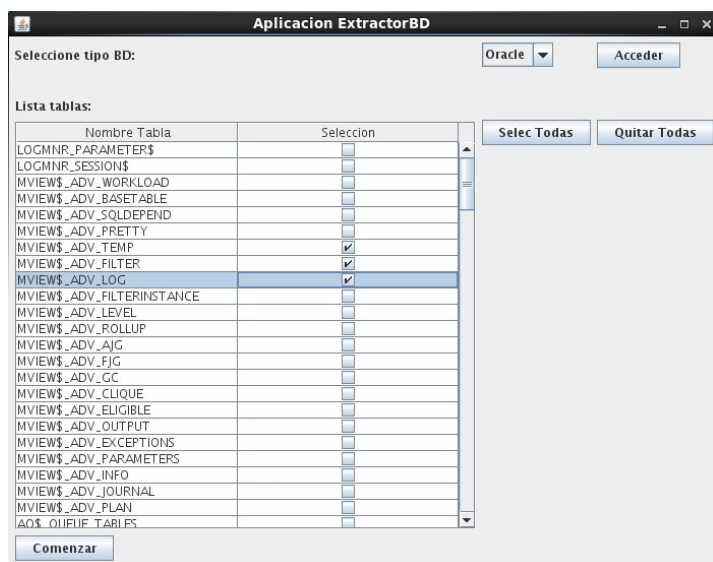 Aplicacion ExtractorBD
Seleccione tipo BD:
Oracle
Acceder
Lista tablas:
Nombre Tabla Seleccion
Selec Todas
Quitar Todas
LOGMNR_PARAMETER$
LOGMNR_SESSION$
MVIEW$_ADV_WORKLOAD
MVIEW$_ADV_BASETABLE
MVIEW$_ADV_SQLDEPEND
MVIEW$_ADV_PRETTY
MVIEW$_ADV_TEMP
MVIEW$_ADV_FILTER
MVIEW$_ADV_LOG
MVIEW$_ADV_FILTERINSTANCE
MVIEW$_ADV_LEVEL
MVIEW$_ADV_ROLLUP
MVIEW$_ADV_AJG
MVIEW$_ADV_FJG
MVIEW$_ADV_GC
MVIEW$_ADV_CLIQUE
MVIEW$_ADV_ELIGIBLE
MVIEW$_ADV_OUTPUT
MVIEW$_ADV_EXCEPTIONS
MVIEW$_ADV_PARAMETERS
MVIEW$_ADV_INFO
MVIEW$_ADV_JOURNAL
MVIEW$_ADV_PLAN
AQ$_QUEUE_TABLES
Comenzar